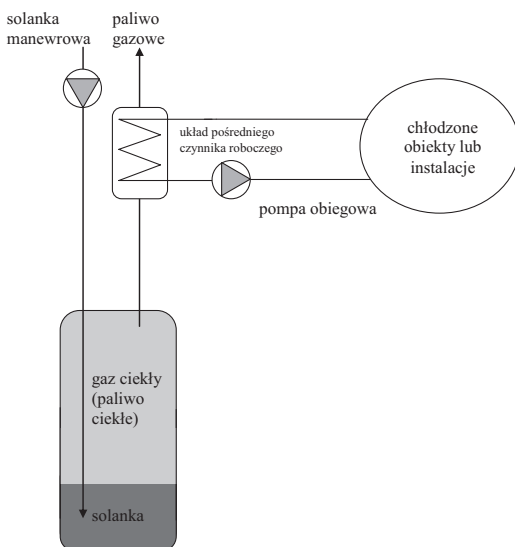 solanka
manewrowa
paliwo
gazowe
układ pośredniego
czynnika roboczego
chłodzone
obiekty lub
instalacje
pompa obiegowa
gaz ciekły
(paliwo
ciekłe)
solanka